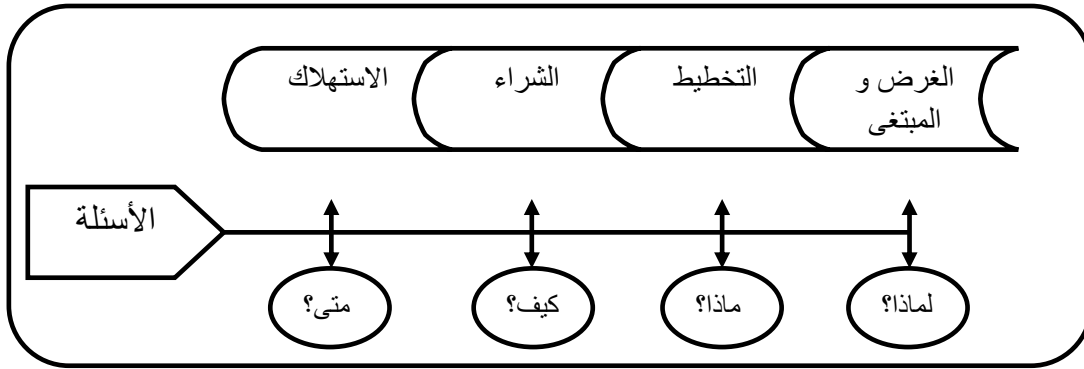 الغرض و
المبتغى
التخطيط
الشراء
الاستهلاك
الأسئلة
لماذا؟
ماذا؟
كيف؟
متى؟